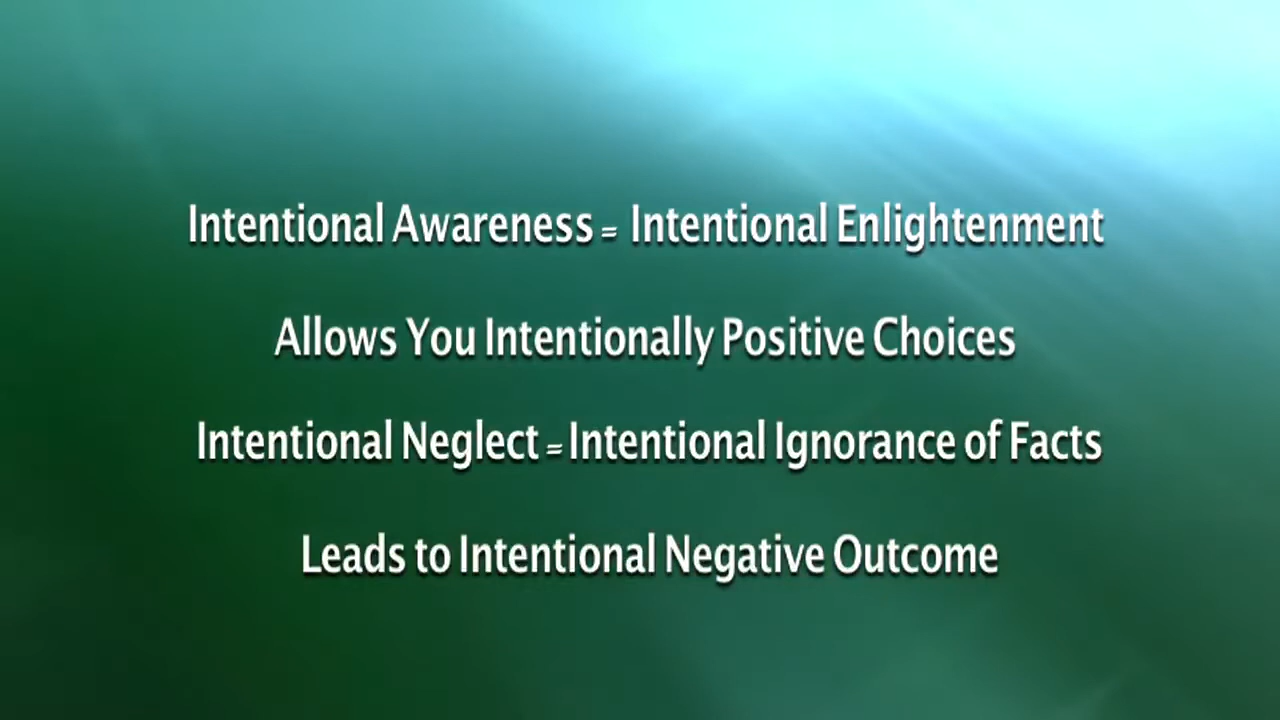 Intentional Awareness = Intentional Enlightenment
Allows You Intentionally Positive Choices
Intentional Neglect = Intentional Ignorance of Facts
Leads to Intentional Negative Outcome